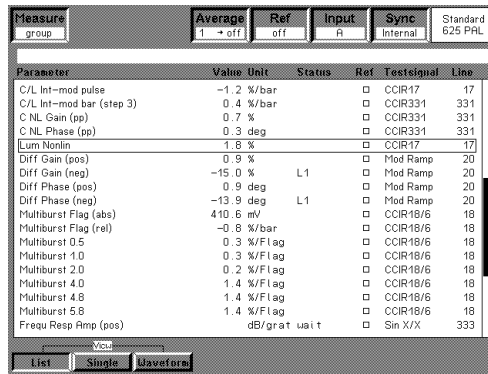 Measure Average Ref Input Sync Standard
group 1 → off off A Internal 625 PAL
Parameter Value Unit Status Ref Testsignal Line
C/L Int-mod pulse -1.2 %/bar CCIR17 17
C/L Int-mod bar (step 3) 0.4 %/bar CCIR331 331
C NL Gain (pp) 0.7 % CCIR331 331
C NL Phase (pp) 0.3 deg CCIR331 331
Lum Nonlin 1.8 % CCIR17 17
Diff Gain (pos) 0.9 % Mod Ramp 20
Diff Gain (neg) -15.0 % L1 Mod Ramp 20
Diff Phase (pos) 0.9 deg Mod Ramp 20
Diff Phase (neg) -13.9 deg L1 Mod Ramp 20
Multiburst Flag (abs) 410.6 mV CCIR18/6 18
Multiburst Flag (rel) -0.8 %/bar CCIR18/6 18
Multiburst 0.5 0.3 %/Flag CCIR18/6 18
Multiburst 1.0 0.3 %/Flag CCIR18/6 18
Multiburst 2.0 0.2 %/Flag CCIR18/6 18
Multiburst 4.0 1.4 %/Flag CCIR18/6 18
Multiburst 4.8 1.4 %/Flag CCIR18/6 18
Multiburst 5.8 1.4 %/Flag CCIR18/6 18
Frequ Resp Amp (pos) dB/grat wait Sin X/X 333
View
List Single Waveform